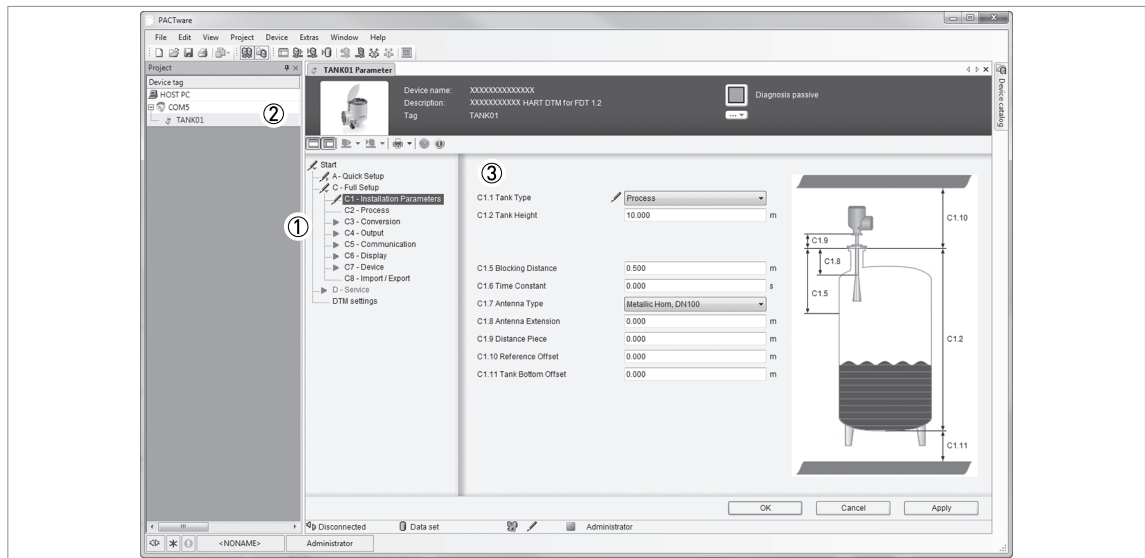 PACTware
File Edit View Project Device Extras Window Help
Project
Device tag
HOST PC
COM5
TANK01
②
TANK01 Parameter
Device name: XXXXXXXXXXXXXX
Description: XXXXXXXXXXX HART DTM for FDT 1.2
Tag TANK01
Diagnosis passive
Device catalog
①
Start
A- Quick Setup
C - Full Setup
C1 - Installation Parameters
C2 - Process
C3 - Conversion
C4 - Output
C5 - Communication
C6 - Display
C7 - Device
C8 - Import / Export
D - Service
DTM settings
③
C1.1 Tank Type Process
C1.2 Tank Height 10.000 m
C1.5 Blocking Distance 0.500 m
C1.6 Time Constant 0.000 s
C1.7 Antenna Type Metallic Horn, DN100
C1.8 Antenna Extension 0.000 m
C1.9 Distance Piece 0.000 m
C1.10 Reference Offset 0.000 m
C1.11 Tank Bottom Offset 0.000 m
C1.10
C1.9
C1.8
C1.5
C1.2
C1.11
OK Cancel Apply
Disconnected Data set Administrator
<NONAME> Administrator